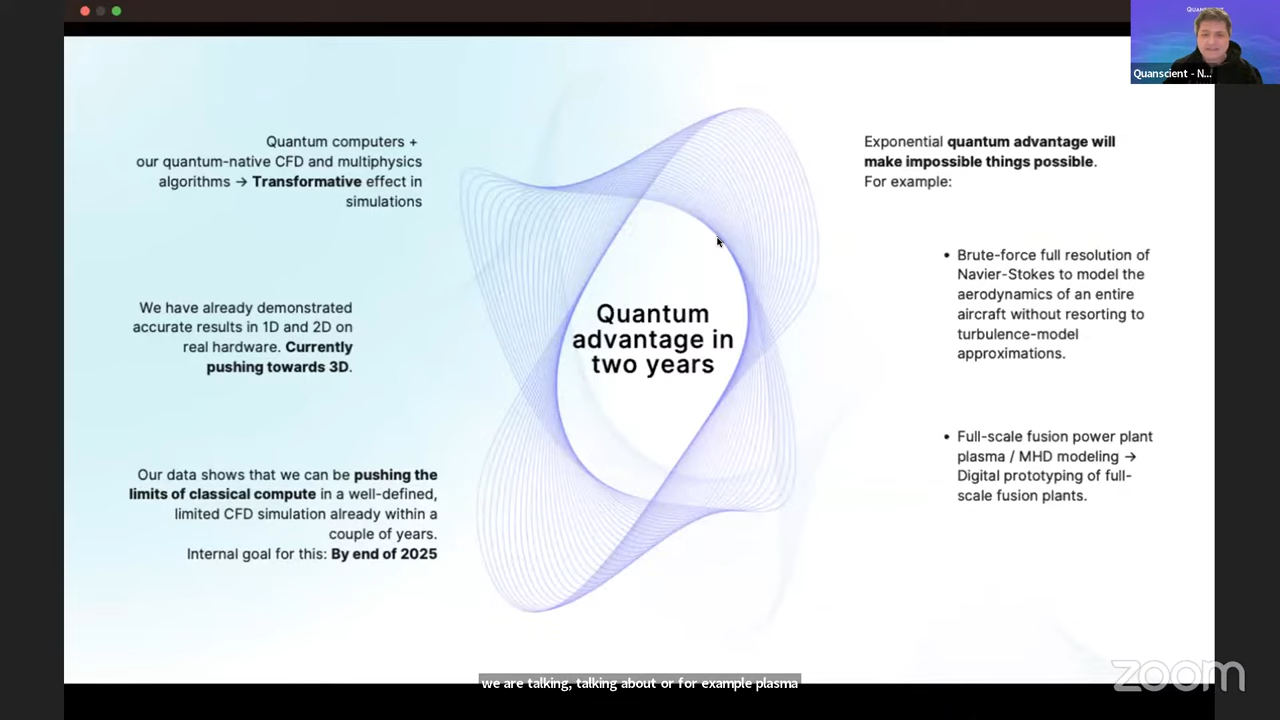 QUANSCIENT
Quanscient - N...
Quantum computers +
our quantum-native CFD and multiphysics
algorithms → Transformative effect in
simulations
We have already demonstrated
accurate results in 1D and 2D on
real hardware. Currently
pushing towards 3D.
Our data shows that we can be pushing the
limits of classical compute in a well-defined,
limited CFD simulation already within a
couple of years.
Internal goal for this: By end of 2025
Quantum
advantage in
two years
Exponential quantum advantage will
make impossible things possible.
For example:
• Brute-force full resolution of
Navier-Stokes to model the
aerodynamics of an entire
aircraft without resorting to
turbulence-model
approximations.
• Full-scale fusion power plant
plasma / MHD modeling →
Digital prototyping of full-
scale fusion plants.
we are talking, talking about or for example plasma
zoom